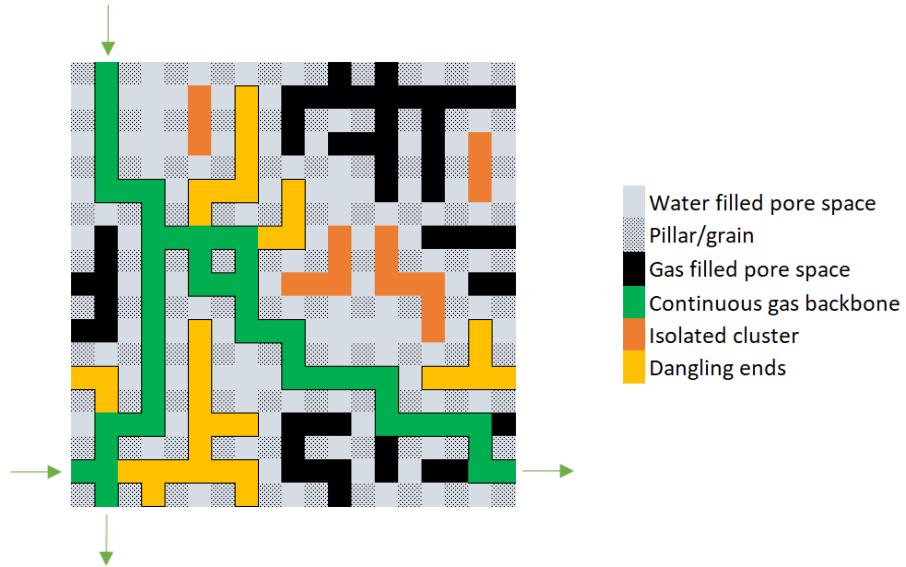 Water filled pore space
Pillar/grain
Gas filled pore space
Continuous gas backbone
Isolated cluster
Dangling ends